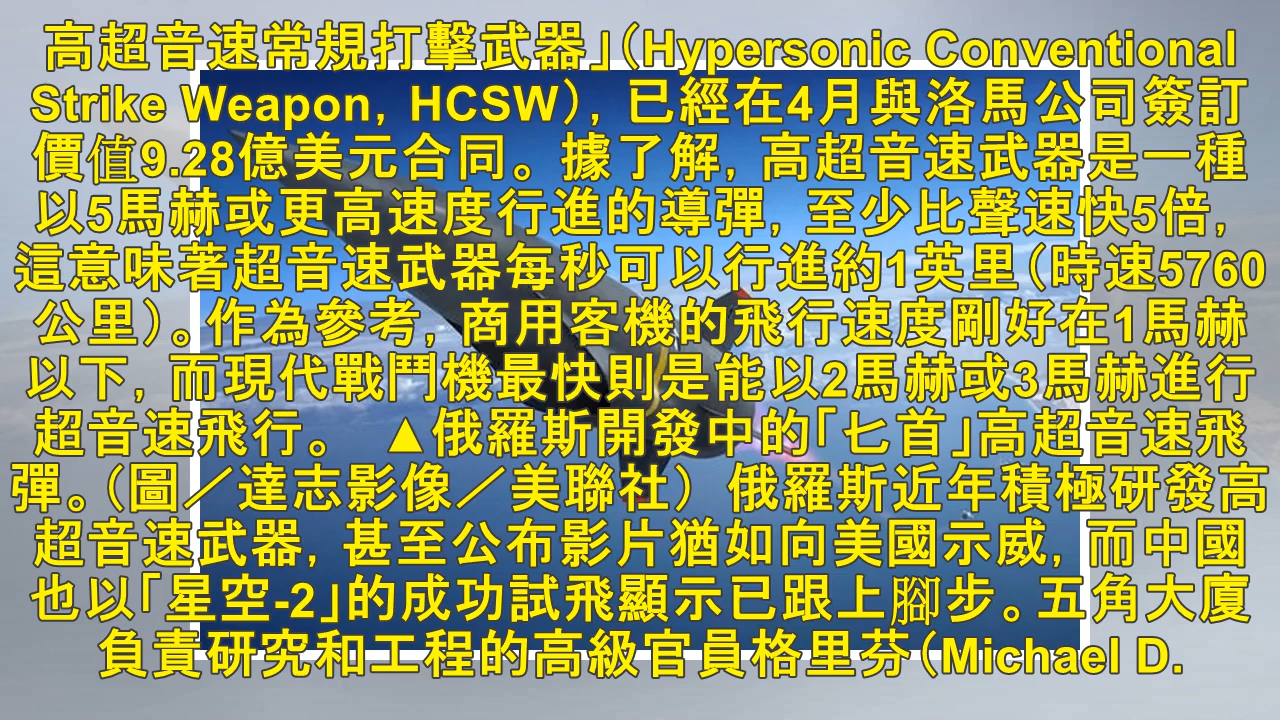 高超音速常規打擊武器」（Hypersonic Conventional
Strike Weapon，HCSW），已經在4月與洛馬公司簽訂
價值9.28億美元合同。據了解，高超音速武器是一種
以5馬赫或更高速度行進的導彈，至少比聲速快5倍，
這意味著超音速武器每秒可以行進約1英里（時速5760
公里）。作為參考，商用客機的飛行速度剛好在1馬赫
以下，而現代戰鬥機最快則是能以2馬赫或3馬赫進行
超音速飛行。 ▲俄羅斯開發中的「匕首」高超音速飛
彈。（圖／達志影像／美聯社） 俄羅斯近年積極研發高
超音速武器，甚至公布影片猶如向美國示威，而中國
也以「星空-2」的成功試飛顯示已跟上腳步。五角大廈
負責研究和工程的高級官員格里芬（Michael D.